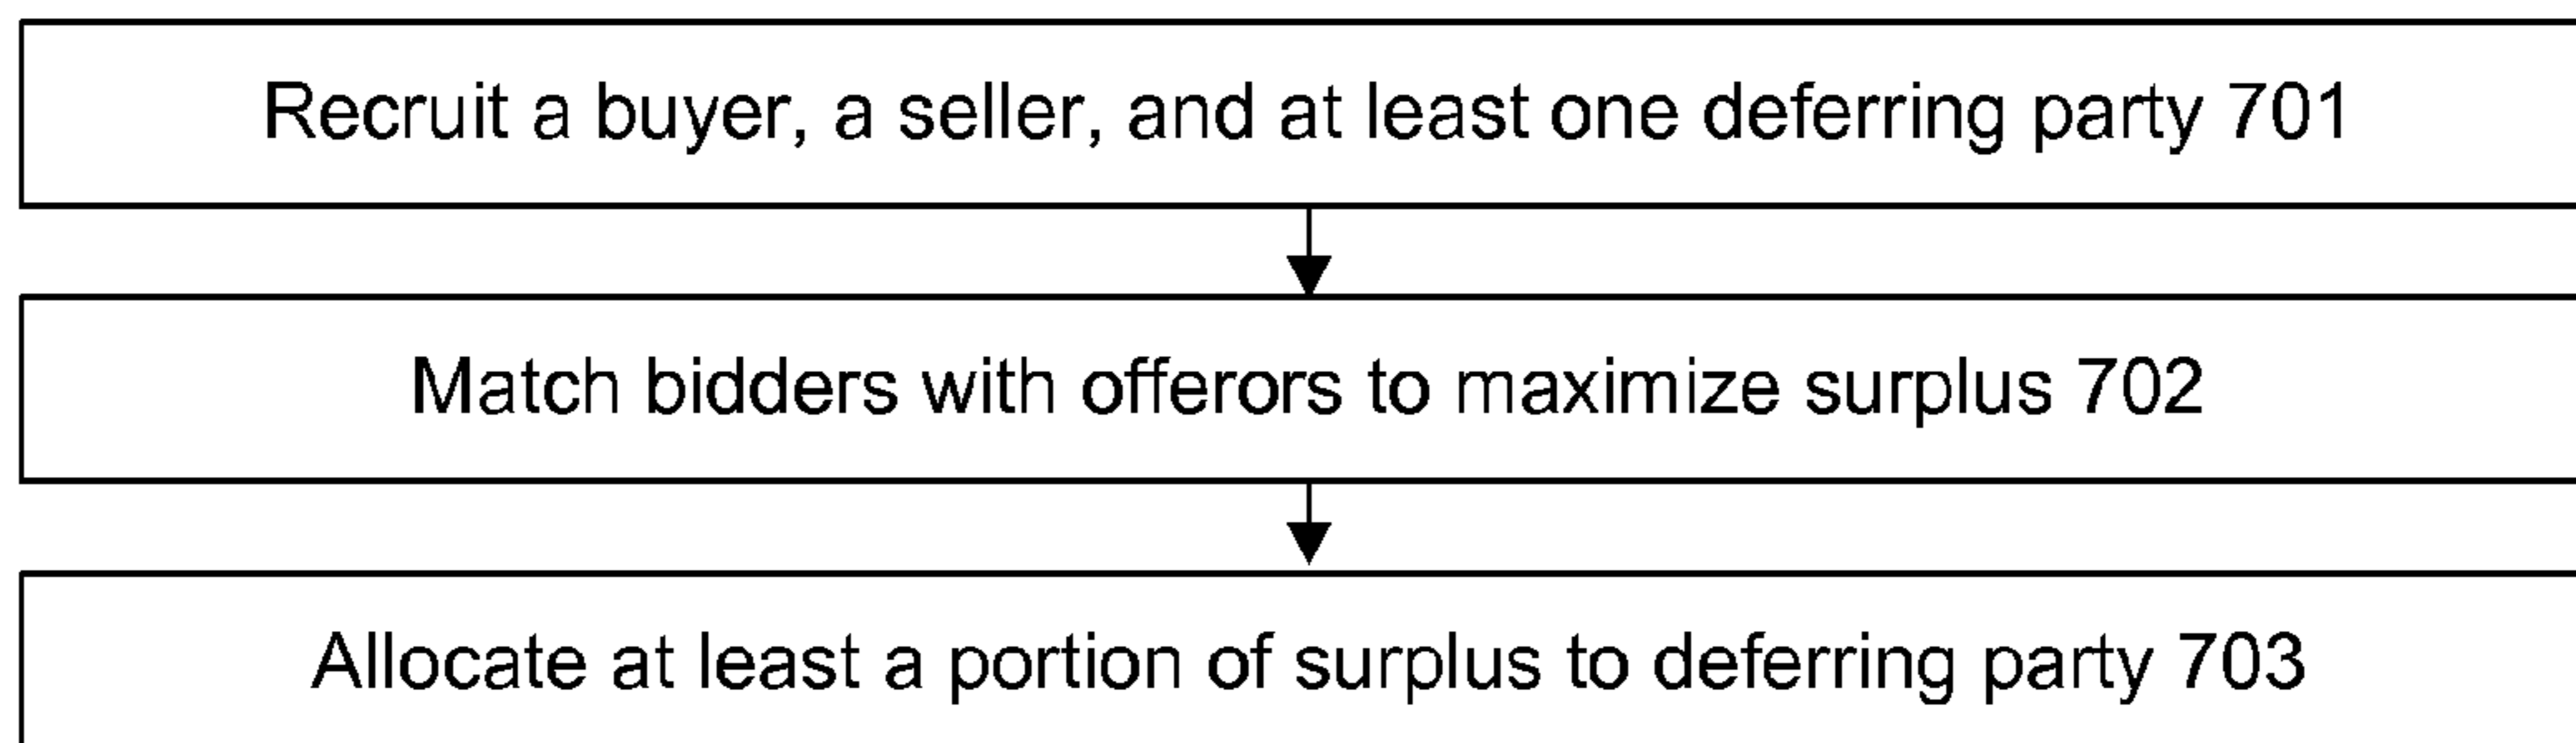 Recruit a buyer, a seller, and at least one deferring party 701
Match bidders with offerors to maximize surplus 702
Allocate at least a portion of surplus to deferring party 703